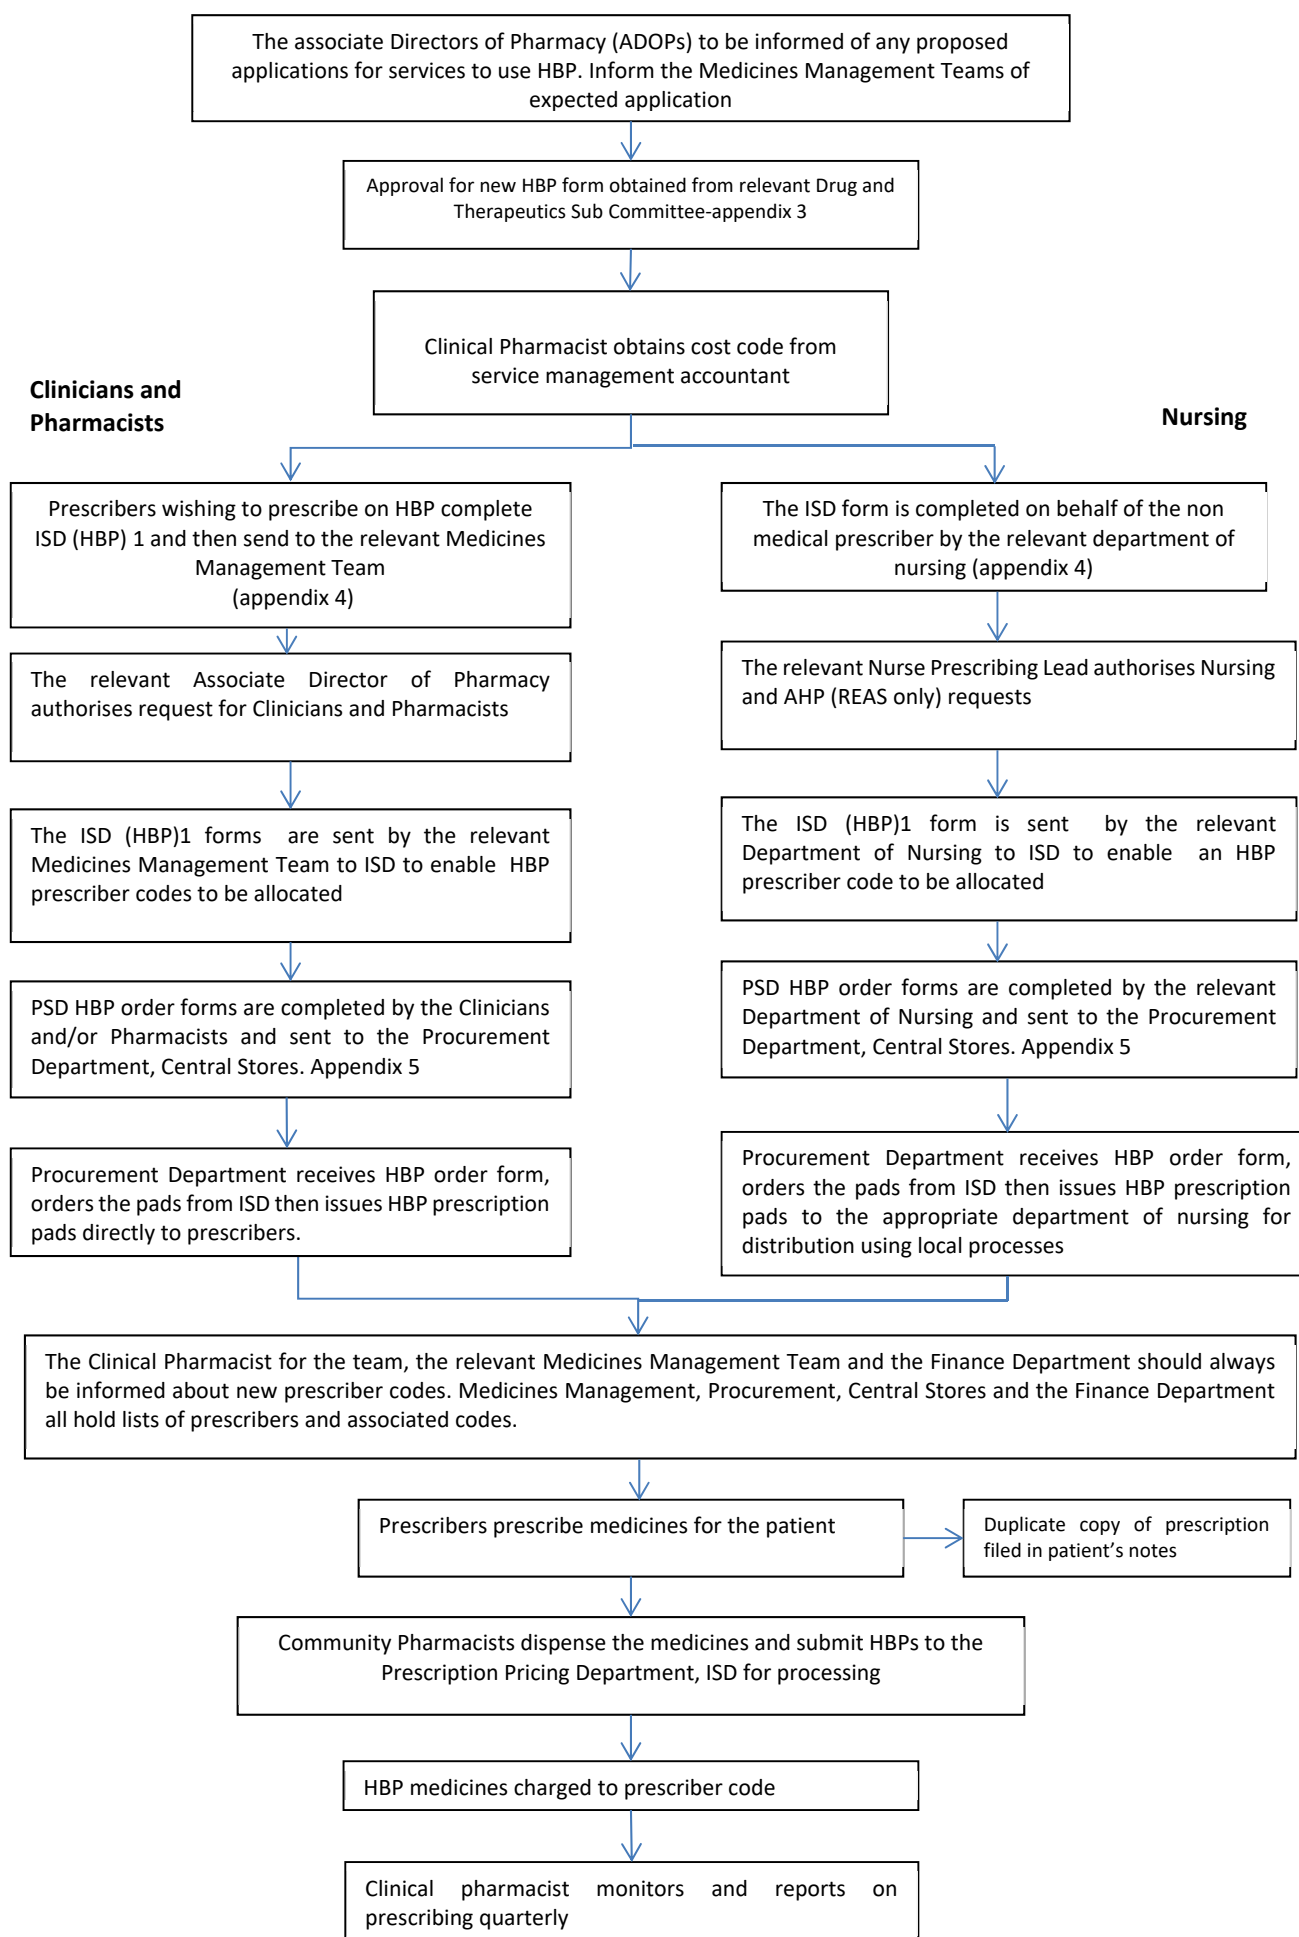 The associate Directors of Pharmacy (ADOPs) to be informed of any proposed
applications for services to use HBP. Inform the Medicines Management Teams of
expected application
Approval for new HBP form obtained from relevant Drug and
Therapeutics Sub Committee-appendix 3
Clinical Pharmacist obtains cost code from
service management accountant
Clinicians and
Pharmacists
Prescribers wishing to prescribe on HBP complete
ISD (HBP) 1 and then send to the relevant Medicines
Management Team
(appendix 4)
The relevant Associate Director of Pharmacy
authorises request for Clinicians and Pharmacists
The ISD (HBP)1 forms are sent by the relevant
Medicines Management Team to ISD to enable HBP
prescriber codes to be allocated
PSD HBP order forms are completed by the Clinicians
and/or Pharmacists and sent to the Procurement
Department, Central Stores. Appendix 5
Procurement Department receives HBP order form,
orders the pads from ISD then issues HBP prescription
pads directly to prescribers.
Nursing
The ISD form is completed on behalf of the non
medical prescriber by the relevant department of
nursing (appendix 4)
The relevant Nurse Prescribing Lead authorises Nursing
and AHP (REAS only) requests
The ISD (HBP)1 form is sent by the relevant
Department of Nursing to ISD to enable an HBP
prescriber code to be allocated
PSD HBP order forms are completed by the relevant
Department of Nursing and sent to the Procurement
Department, Central Stores. Appendix 5
Procurement Department receives HBP order form,
orders the pads from ISD then issues HBP prescription
pads to the appropriate department of nursing for
distribution using local processes
The Clinical Pharmacist for the team, the relevant Medicines Management Team and the Finance Department should always
be informed about new prescriber codes. Medicines Management, Procurement, Central Stores and the Finance Department
all hold lists of prescribers and associated codes.
Prescribers prescribe medicines for the patient
Duplicate copy of prescription
filed in patient’s notes
Community Pharmacists dispense the medicines and submit HBPs to the
Prescription Pricing Department, ISD for processing
HBP medicines charged to prescriber code
Clinical pharmacist monitors and reports on
prescribing quarterly